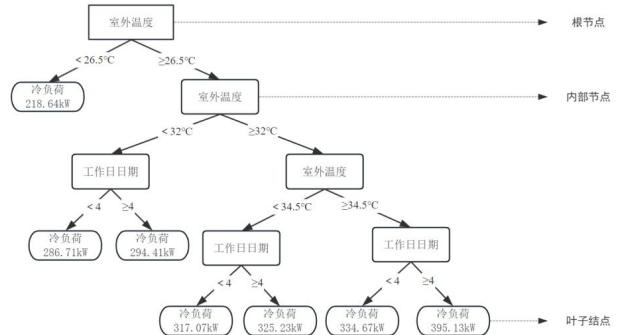 室外温度
根节点
< 26.5℃
≥26.5℃
冷负荷
218.64kW
室外温度
内部节点
< 32℃
≥32℃
工作日日期
室外温度
< 4
≥4
< 34.5℃
≥34.5℃
冷负荷
286.71kW
冷负荷
294.41kW
工作日日期
工作日日期
< 4
≥4
< 4
≥4
冷负荷
317.07kW
冷负荷
325.23kW
冷负荷
334.67kW
冷负荷
395.13kW
叶子结点